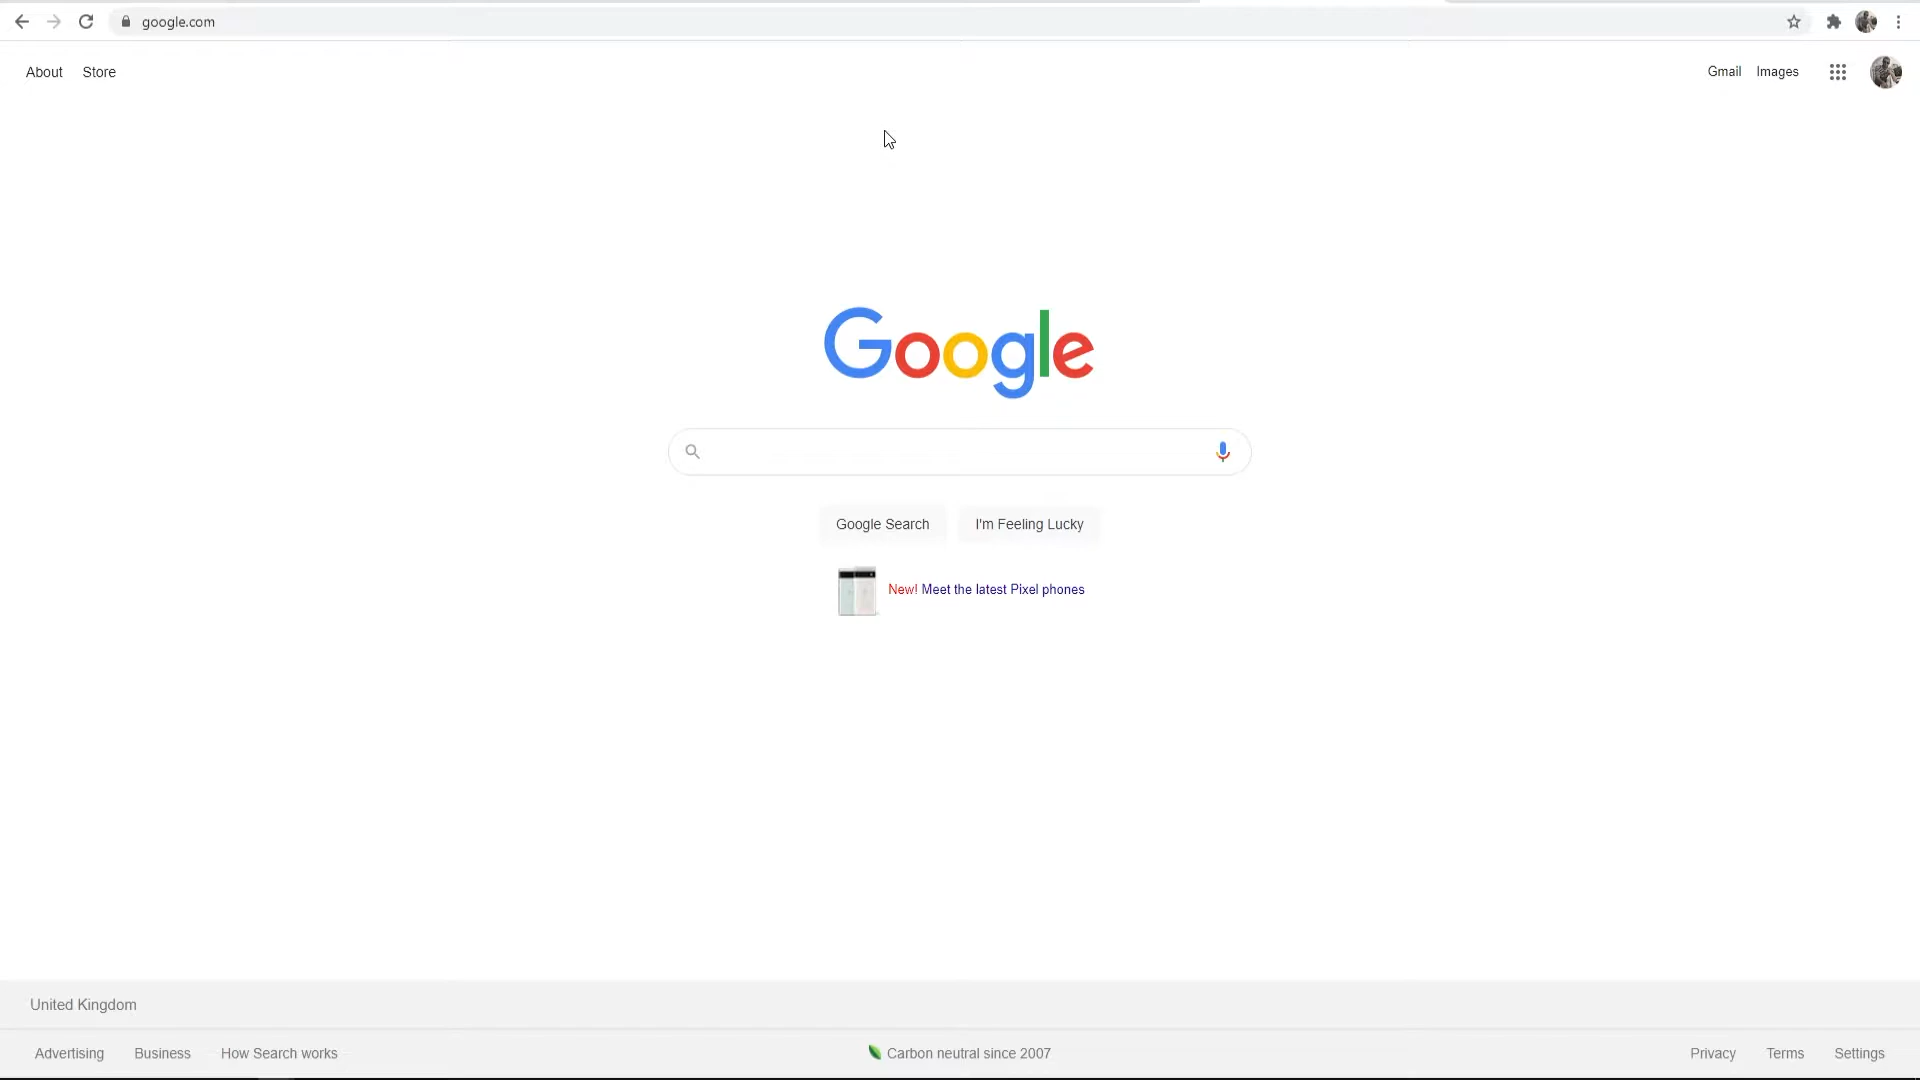 google.com
About Store Gmail Images
Google
Google Search I'm Feeling Lucky
New! Meet the latest Pixel phones
United Kingdom
Advertising Business How Search works Carbon neutral since 2007 Privacy Terms Settings